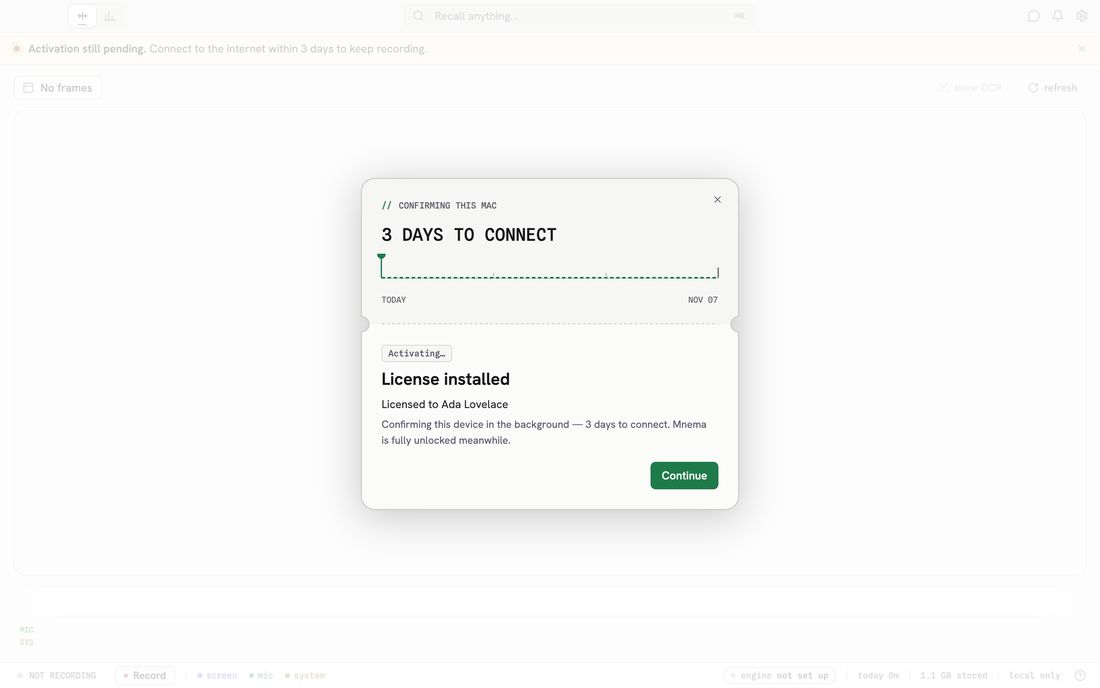 Recall anything...
⌘K
Activation still pending. Connect to the internet within 3 days to keep recording.
No frames
show OCR
refresh
// CONFIRMING THIS MAC
3 DAYS TO CONNECT
TODAY
NOV 07
Activating…
License installed
Licensed to Ada Lovelace
Confirming this device in the background — 3 days to connect. Mnema
is fully unlocked meanwhile.
Continue
MIC
SYS
NOT RECORDING
Record
screen
mic
system
engine not set up
today 0m
1.1 GB stored
local only